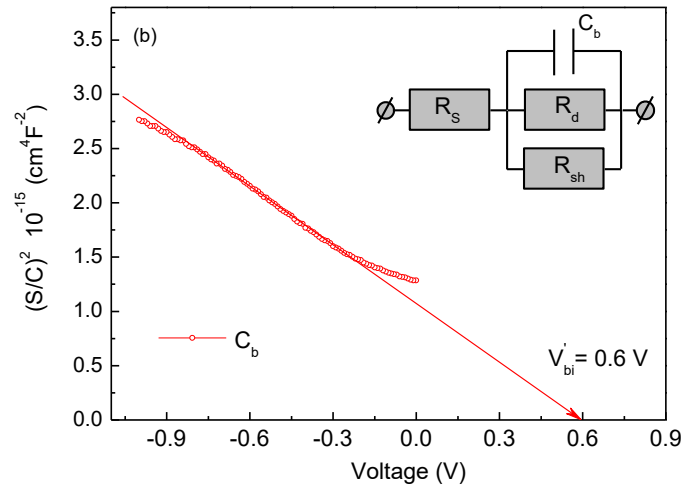 (b)
C_b
R_S
R_d
R_sh
3.5
3.0
2.5
2.0
1.5
1.0
0.5
0.0
(S/C)² 10⁻¹⁵ (cm⁴F⁻²)
C_b
V'_bi= 0.6 V
-0.9 -0.6 -0.3 0.0 0.3 0.6 0.9
Voltage (V)